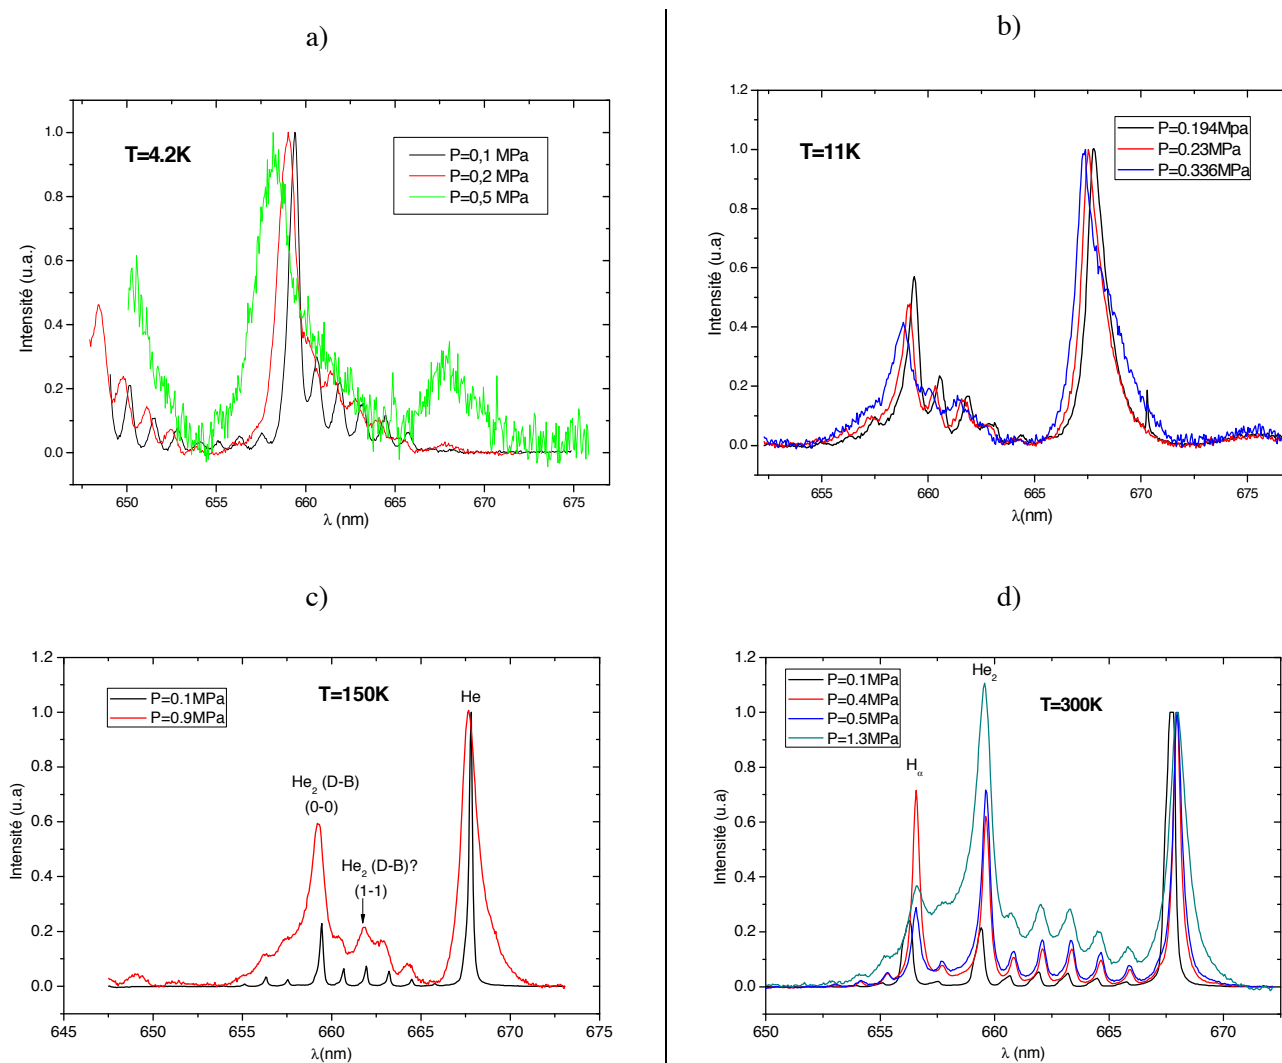 a)
T=4.2K
P=0,1 MPa
P=0,2 MPa
P=0,5 MPa
Intensité (u.a.)
1.0
0.8
0.6
0.4
0.2
0.0
650 655 660 665 670 675
λ (nm)
b)
T=11K
P=0.194Mpa
P=0.23MPa
P=0.336MPa
Intensité (u.a)
1.2
1.0
0.8
0.6
0.4
0.2
0.0
655 660 665 670 675
λ(nm)
c)
P=0.1MPa
P=0.9MPa
T=150K
He
He₂ (D-B)
(0-0)
He₂ (D-B)?
(1-1)
Intensité (u.a)
1.2
1.0
0.8
0.6
0.4
0.2
0.0
645 650 655 660 665 670 675
λ(nm)
d)
P=0.1MPa
P=0.4MPa
P=0.5MPa
P=1.3MPa
He₂
T=300K
Hα
Intensité (u.a)
1.2
1.0
0.8
0.6
0.4
0.2
0.0
650 655 660 665 670
λ (nm)